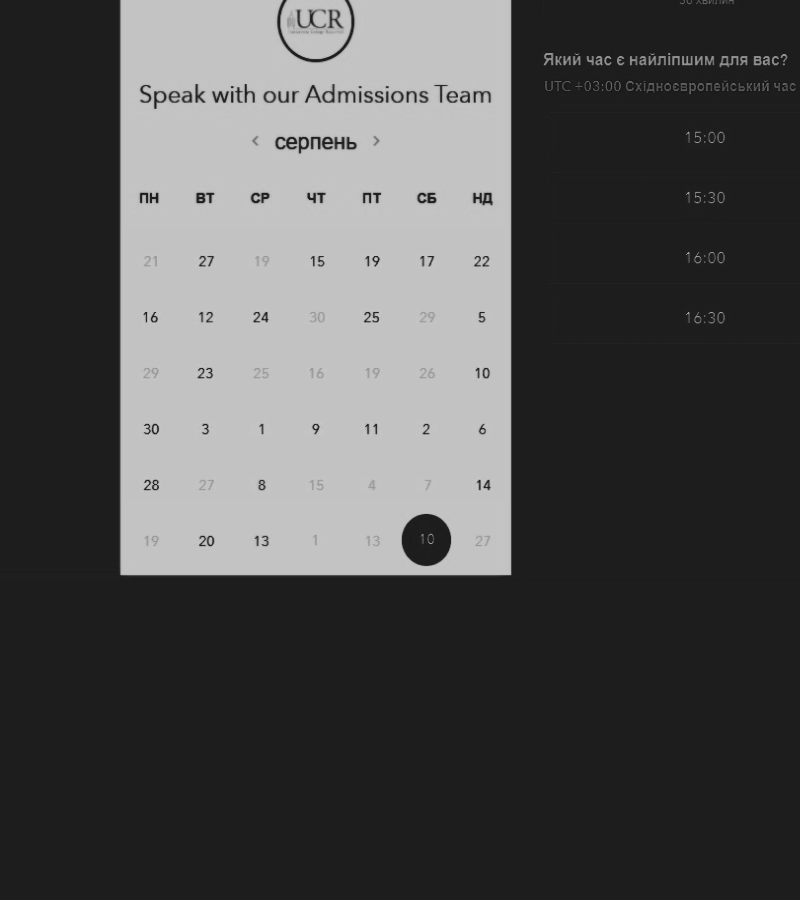 UCR
Speak with our Admissions Team
< серпень >
ПН ВТ СР ЧТ ПТ СБ НД
21 27 19 15 19 17 22
16 12 24 30 25 29 5
29 23 25 16 19 26 10
30 3 1 9 11 2 6
28 27 8 15 4 7 14
19 20 13 1 13 10 27
30 хвилин
Який час є найліпшим для вас?
UTC +03:00 Східноєвропейський час
15:00
15:30
16:00
16:30